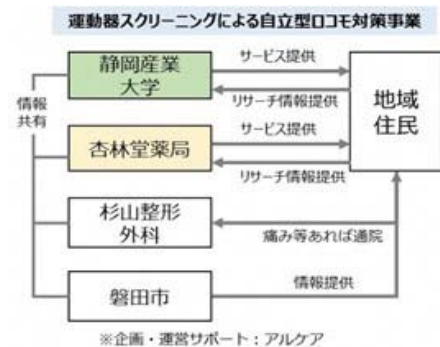 運動器スクリーニングによる自立型ロコモ対策事業
静岡産業
大学
サービス提供
リサーチ情報提供
地域
住民
情報
共有
杏林堂薬局
サービス提供
リサーチ情報提供
杉山整形
外科
痛み等あれば通院
磐田市
情報提供
※企画・運営サポート：アルケア